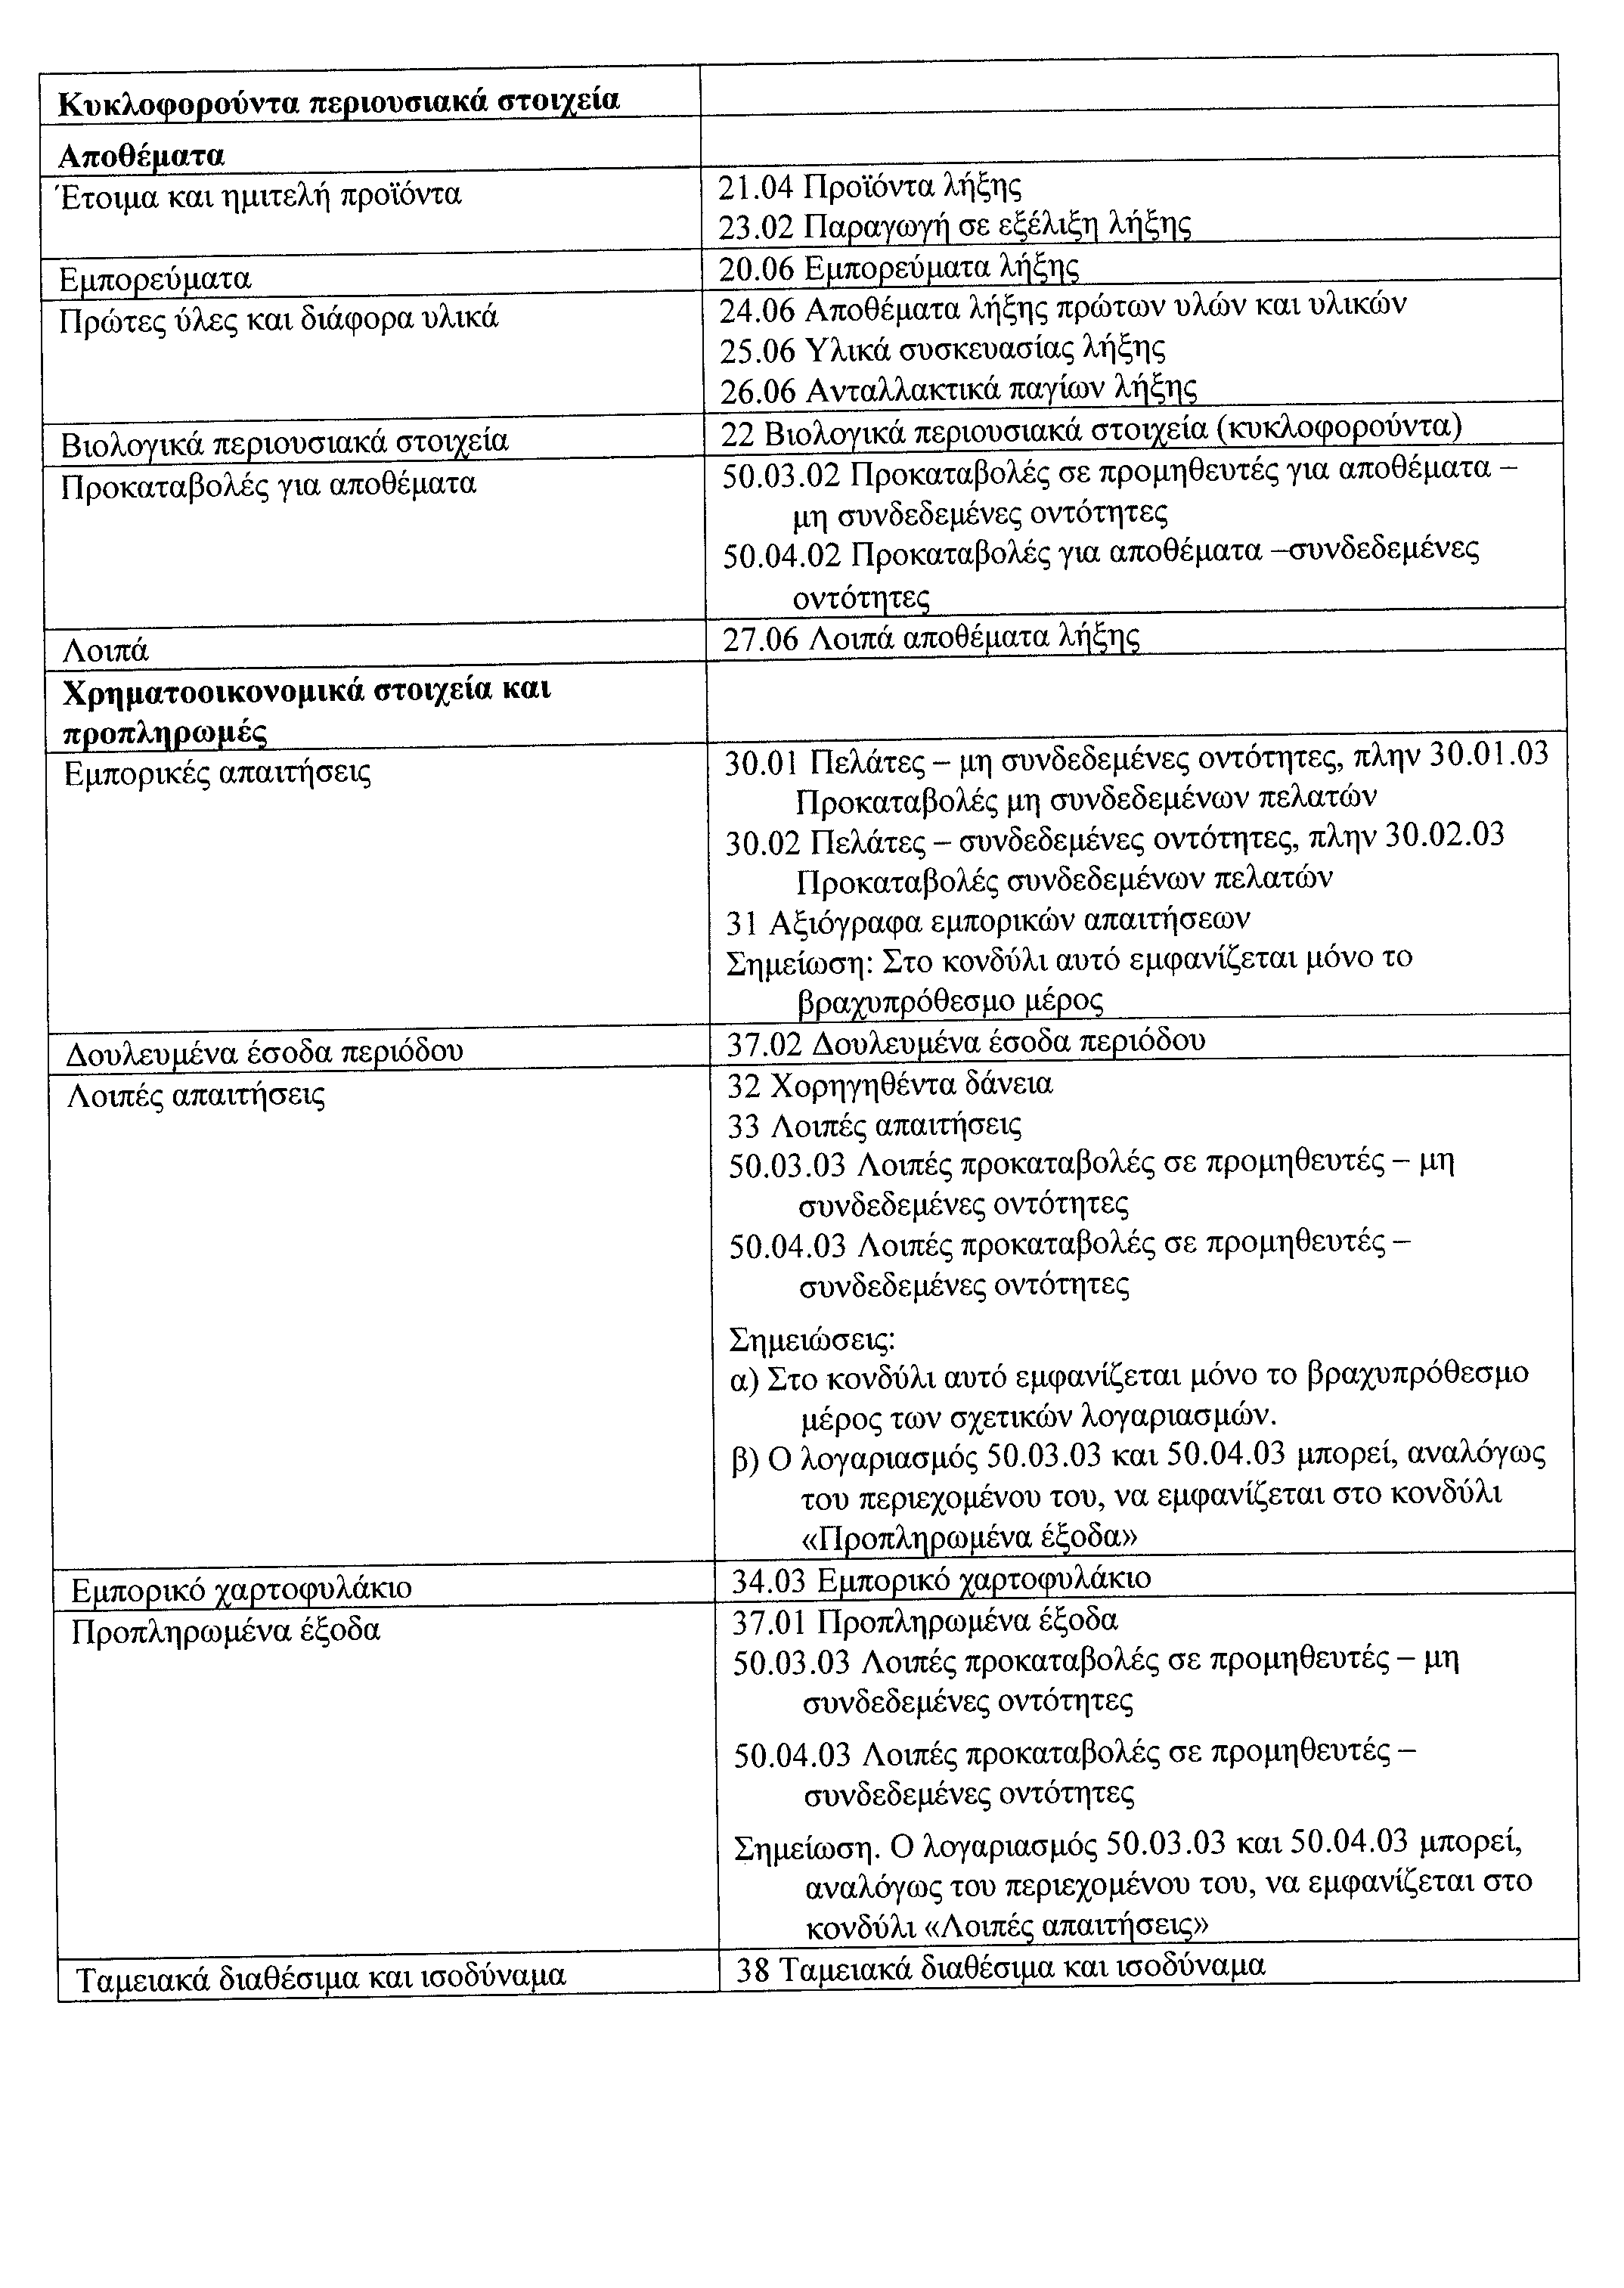 Κυκλοφορούντα περιουσιακά στοιχεία
Αποθέματα
Έτοιμα και ημιτελή προϊόντα
21.04 Προϊόντα λήξης
23.02 Παραγωγή σε εξέλιξη λήξης
Εμπορεύματα
20.06 Εμπορεύματα λήξης
Πρώτες ύλες και διάφορα υλικά
24.06 Αποθέματα λήξης πρώτων υλών και υλικών
25.06 Υλικά συσκευασίας λήξης
26.06 Ανταλλακτικά παγίων λήξης
Βιολογικά περιουσιακά στοιχεία
22 Βιολογικά περιουσιακά στοιχεία (κυκλοφορούντα)
Προκαταβολές για αποθέματα
50.03.02 Προκαταβολές σε προμηθευτές για αποθέματα –
μη συνδεδεμένες οντότητες
50.04.02 Προκαταβολές για αποθέματα –συνδεδεμένες
οντότητες
Λοιπά
27.06 Λοιπά αποθέματα λήξης
Χρηματοοικονομικά στοιχεία και
προπληρωμές
Εμπορικές απαιτήσεις
30.01 Πελάτες – μη συνδεδεμένες οντότητες, πλην 30.01.03
Προκαταβολές μη συνδεδεμένων πελατών
30.02 Πελάτες – συνδεδεμένες οντότητες, πλην 30.02.03
Προκαταβολές συνδεδεμένων πελατών
31 Αξιόγραφα εμπορικών απαιτήσεων
Σημείωση: Στο κονδύλι αυτό εμφανίζεται μόνο το
βραχυπρόθεσμο μέρος
Δουλευμένα έσοδα περιόδου
37.02 Δουλευμένα έσοδα περιόδου
Λοιπές απαιτήσεις
32 Χορηγηθέντα δάνεια
33 Λοιπές απαιτήσεις
50.03.03 Λοιπές προκαταβολές σε προμηθευτές – μη
συνδεδεμένες οντότητες
50.04.03 Λοιπές προκαταβολές σε προμηθευτές –
συνδεδεμένες οντότητες
Σημειώσεις:
α) Στο κονδύλι αυτό εμφανίζεται μόνο το βραχυπρόθεσμο
μέρος των σχετικών λογαριασμών.
β) Ο λογαριασμός 50.03.03 και 50.04.03 μπορεί, αναλόγως
του περιεχομένου του, να εμφανίζεται στο κονδύλι
«Προπληρωμένα έξοδα»
Εμπορικό χαρτοφυλάκιο
34.03 Εμπορικό χαρτοφυλάκιο
Προπληρωμένα έξοδα
37.01 Προπληρωμένα έξοδα
50.03.03 Λοιπές προκαταβολές σε προμηθευτές – μη
συνδεδεμένες οντότητες
50.04.03 Λοιπές προκαταβολές σε προμηθευτές –
συνδεδεμένες οντότητες
Σημείωση. Ο λογαριασμός 50.03.03 και 50.04.03 μπορεί,
αναλόγως του περιεχομένου του, να εμφανίζεται στο
κονδύλι «Λοιπές απαιτήσεις»
Ταμειακά διαθέσιμα και ισοδύναμα
38 Ταμειακά διαθέσιμα και ισοδύναμα